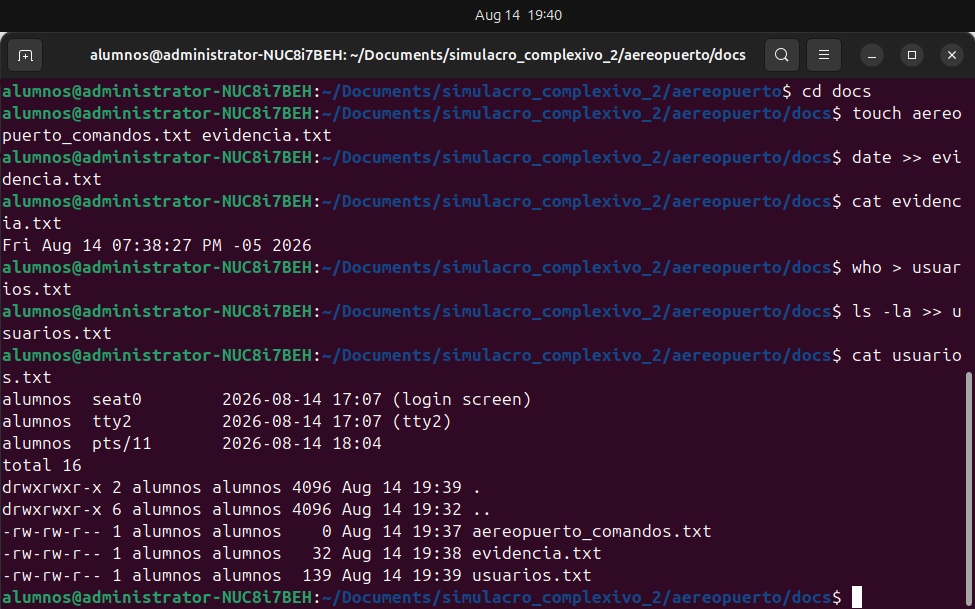 Aug 14 19:40
alumnos@administrator-NUC8i7BEH: ~/Documents/simulacro_complexivo_2/aereopuerto/docs
alumnos@administrator-NUC8i7BEH:~/Documents/simulacro_complexivo_2/aereopuerto$ cd docs
alumnos@administrator-NUC8i7BEH:~/Documents/simulacro_complexivo_2/aereopuerto/docs$ touch aereo
puerto_comandos.txt evidencia.txt
alumnos@administrator-NUC8i7BEH:~/Documents/simulacro_complexivo_2/aereopuerto/docs$ date >> evi
dencia.txt
alumnos@administrator-NUC8i7BEH:~/Documents/simulacro_complexivo_2/aereopuerto/docs$ cat evidenc
ia.txt
Fri Aug 14 07:38:27 PM -05 2026
alumnos@administrator-NUC8i7BEH:~/Documents/simulacro_complexivo_2/aereopuerto/docs$ who > usuar
ios.txt
alumnos@administrator-NUC8i7BEH:~/Documents/simulacro_complexivo_2/aereopuerto/docs$ ls -la >> u
suarios.txt
alumnos@administrator-NUC8i7BEH:~/Documents/simulacro_complexivo_2/aereopuerto/docs$ cat usuario
s.txt
alumnos  seat0        2026-08-14 17:07 (login screen)
alumnos  tty2         2026-08-14 17:07 (tty2)
alumnos  pts/11       2026-08-14 18:04
total 16
drwxrwxr-x 2 alumnos alumnos 4096 Aug 14 19:39 .
drwxrwxr-x 6 alumnos alumnos 4096 Aug 14 19:32 ..
-rw-rw-r-- 1 alumnos alumnos    0 Aug 14 19:37 aereopuerto_comandos.txt
-rw-rw-r-- 1 alumnos alumnos   32 Aug 14 19:38 evidencia.txt
-rw-rw-r-- 1 alumnos alumnos  139 Aug 14 19:39 usuarios.txt
alumnos@administrator-NUC8i7BEH:~/Documents/simulacro_complexivo_2/aereopuerto/docs$